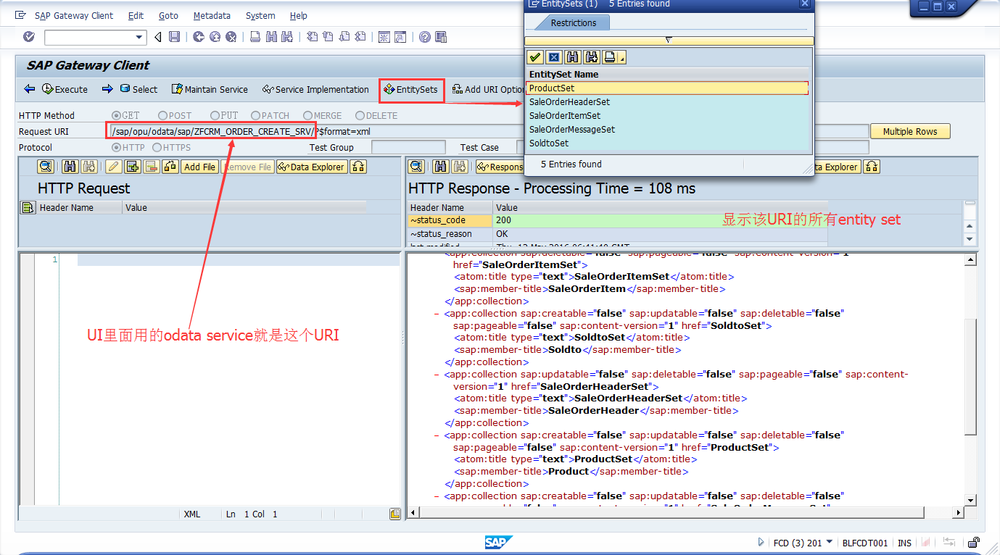 SAP Gateway Client Edit Goto Metadata System Help
EntitySets (1) 5 Entries found
Restrictions
SAP Gateway Client
Execute Select Maintain Service Service Implementation EntitySets Add URI Option
EntitySet Name
ProductSet
SaleOrderHeaderSet
SaleOrderItemSet
SaleOrderMessageSet
SoldtoSet
5 Entries found
HTTP Method GET POST PUT PATCH MERGE DELETE
Request URI /sap/opu/odata/sap/ZFCRM_ORDER_CREATE_SRV/?$format=xml Multiple Rows
Protocol HTTP HTTPS Test Group Test Case
Add File Remove File Data Explorer
Respons ta Explorer
HTTP Request
Header Name Value
HTTP Response - Processing Time = 108 ms
Header Name Value
~status_code 200
~status_reason OK
显示该URI的所有entity set
1
UI里面用的odata service就是这个URI
<app:collection sap:deletable="false" sap:pageable="false" sap:content-version="1"
href="SaleOrderItemSet">
<atom:title type="text">SaleOrderItemSet</atom:title>
<sap:member-title>SaleOrderItem</sap:member-title>
</app:collection>
– <app:collection sap:creatable="false" sap:updatable="false" sap:deletable="false"
sap:pageable="false" sap:content-version="1" href="SoldtoSet">
<atom:title type="text">SoldtoSet</atom:title>
<sap:member-title>Soldto</sap:member-title>
</app:collection>
– <app:collection sap:updatable="false" sap:deletable="false" sap:pageable="false" sap:content-
version="1" href="SaleOrderHeaderSet">
<atom:title type="text">SaleOrderHeaderSet</atom:title>
<sap:member-title>SaleOrderHeader</sap:member-title>
</app:collection>
– <app:collection sap:creatable="false" sap:updatable="false" sap:deletable="false"
sap:pageable="false" sap:content-version="1" href="ProductSet">
<atom:title type="text">ProductSet</atom:title>
<sap:member-title>Product</sap:member-title>
</app:collection>
– <app:collection sap:creatable="false" sap:updatable="false" sap:deletable="false"
XML Ln 1 Col 1
SAP
FCD (3) 201 BLFCDT001 INS